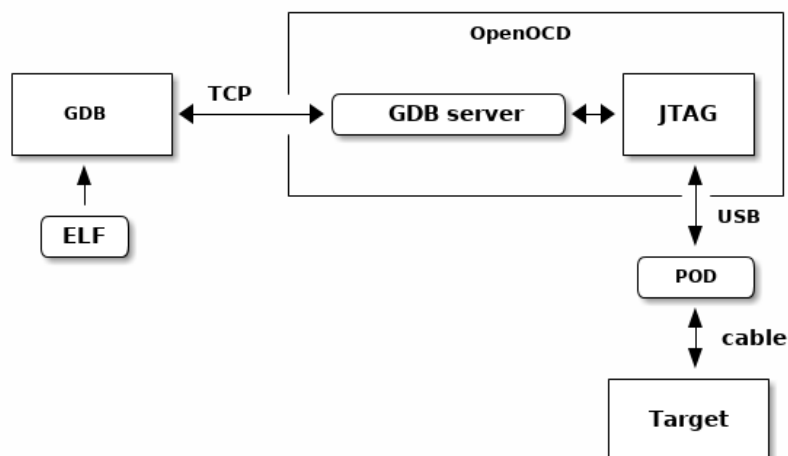 OpenOCD
TCP
GDB
GDB server
JTAG
ELF
USB
POD
cable
Target